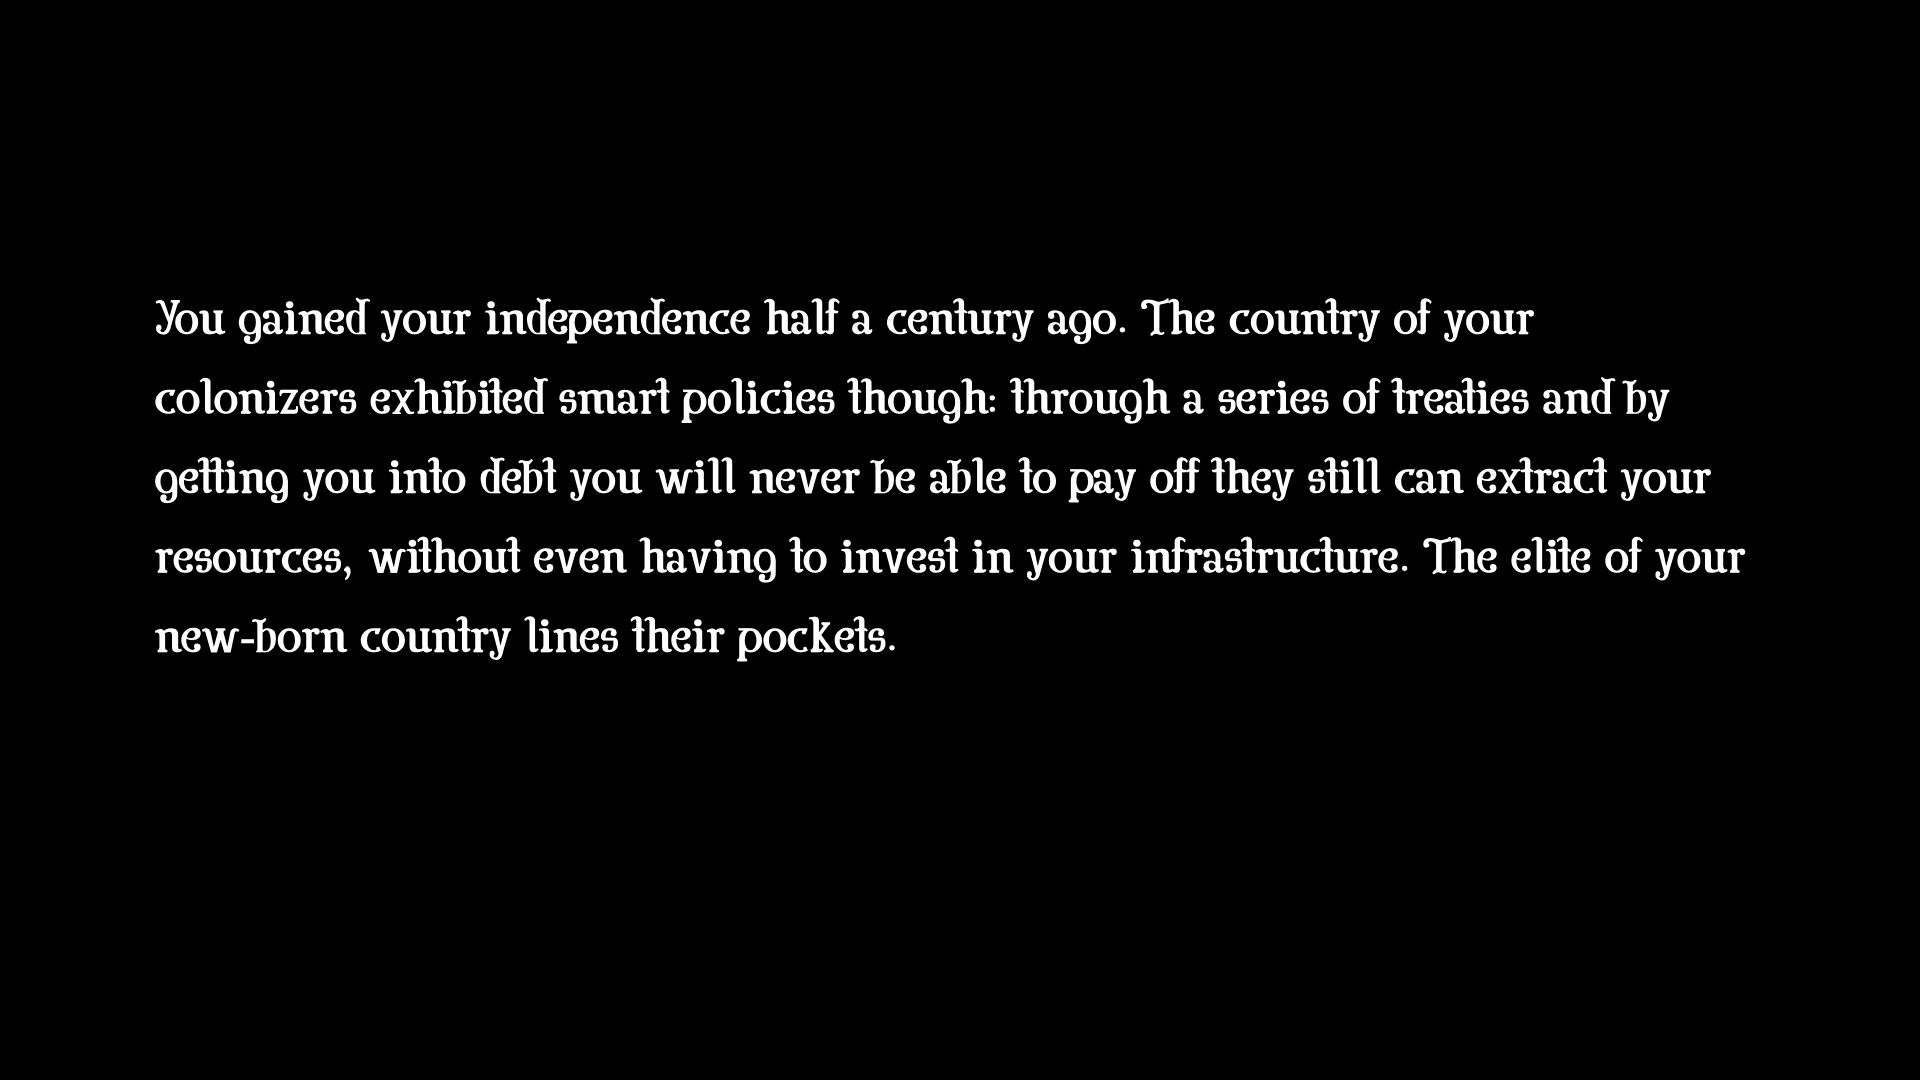 You gained your independence half a century ago. The country of your
colonizers exhibited smart policies though: through a series of treaties and by
getting you into debt you will never be able to pay off they still can extract your
resources, without even having to invest in your infrastructure. The elite of your
new-born country lines their pockets.